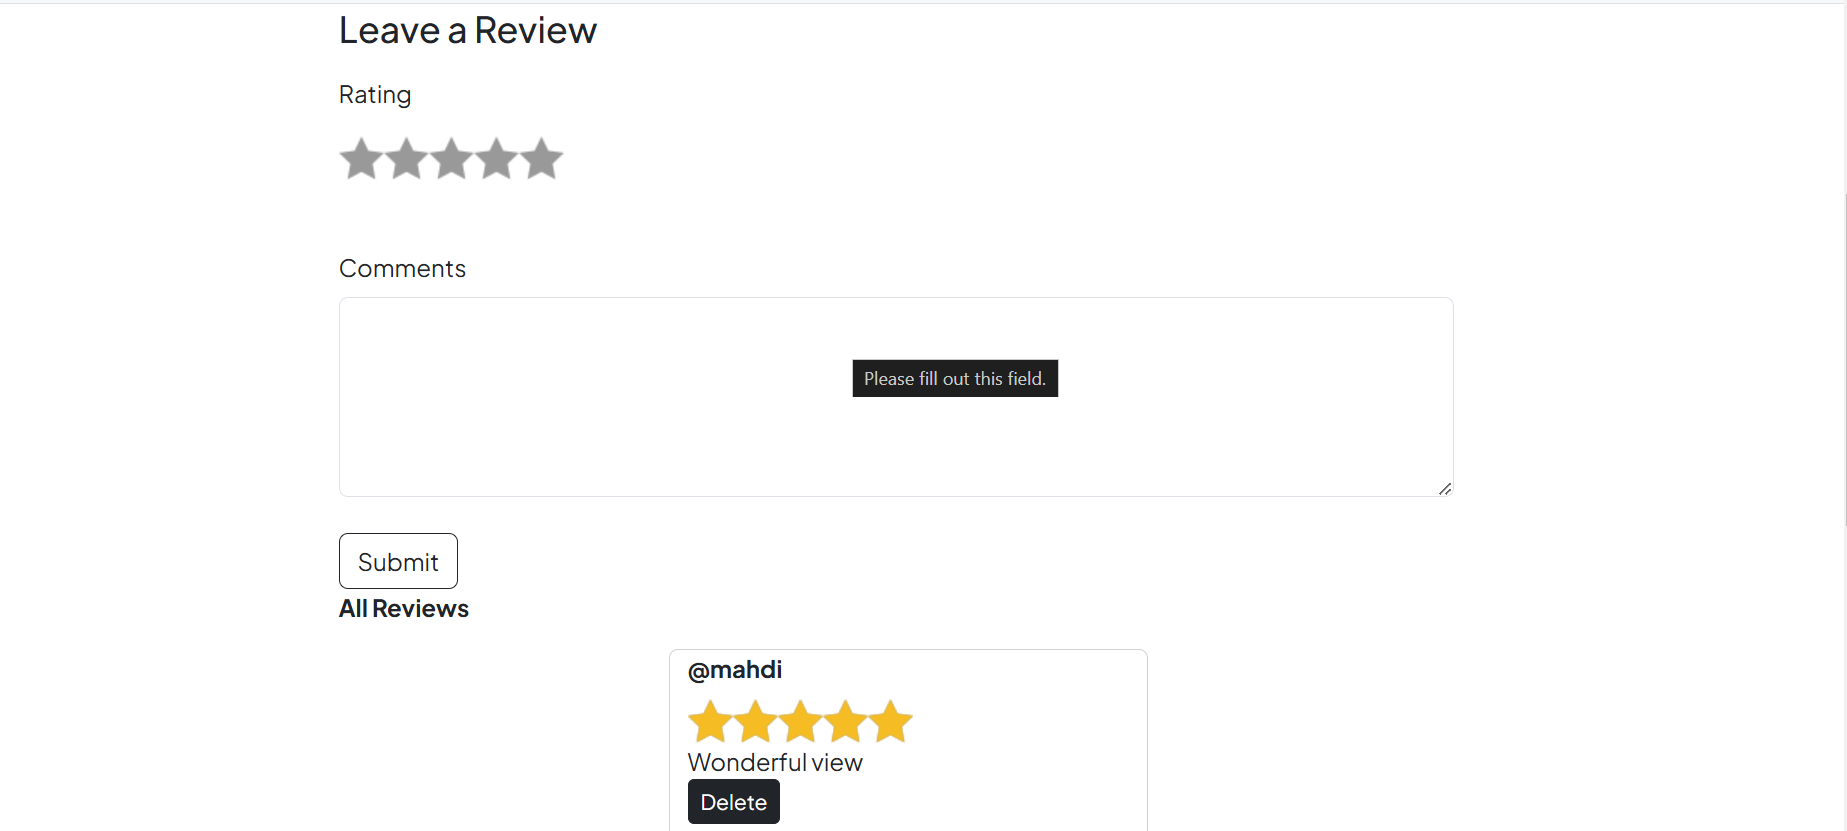 Leave a Review
Rating
Comments
Please fill out this field.
Submit
All Reviews
@mahdi
Wonderful view
Delete